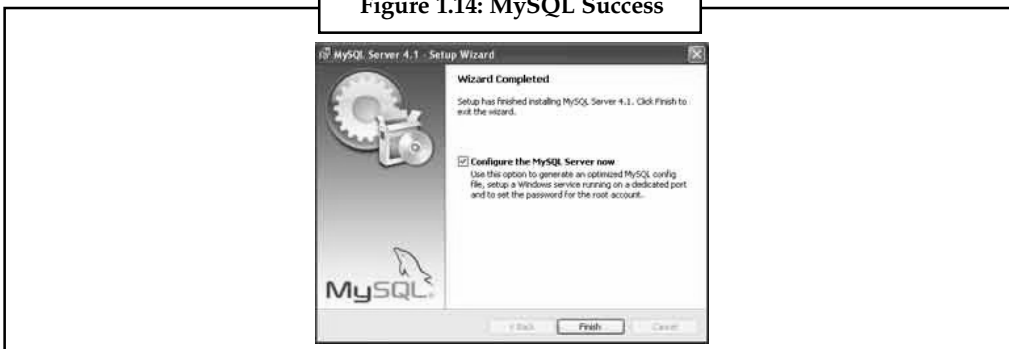 Figure 1.14: MySQL Success
MySQL Server 4.1 - Setup Wizard
Wizard Completed
Setup has finished installing MySQL Server 4.1. Click Finish to
exit the wizard.
Configure the MySQL Server now
Use this option to generate an optimized MySQL config
file, setup a Windows service running on a dedicated port
and to set the password for the root account.
MySQL
< Back Finish Cancel